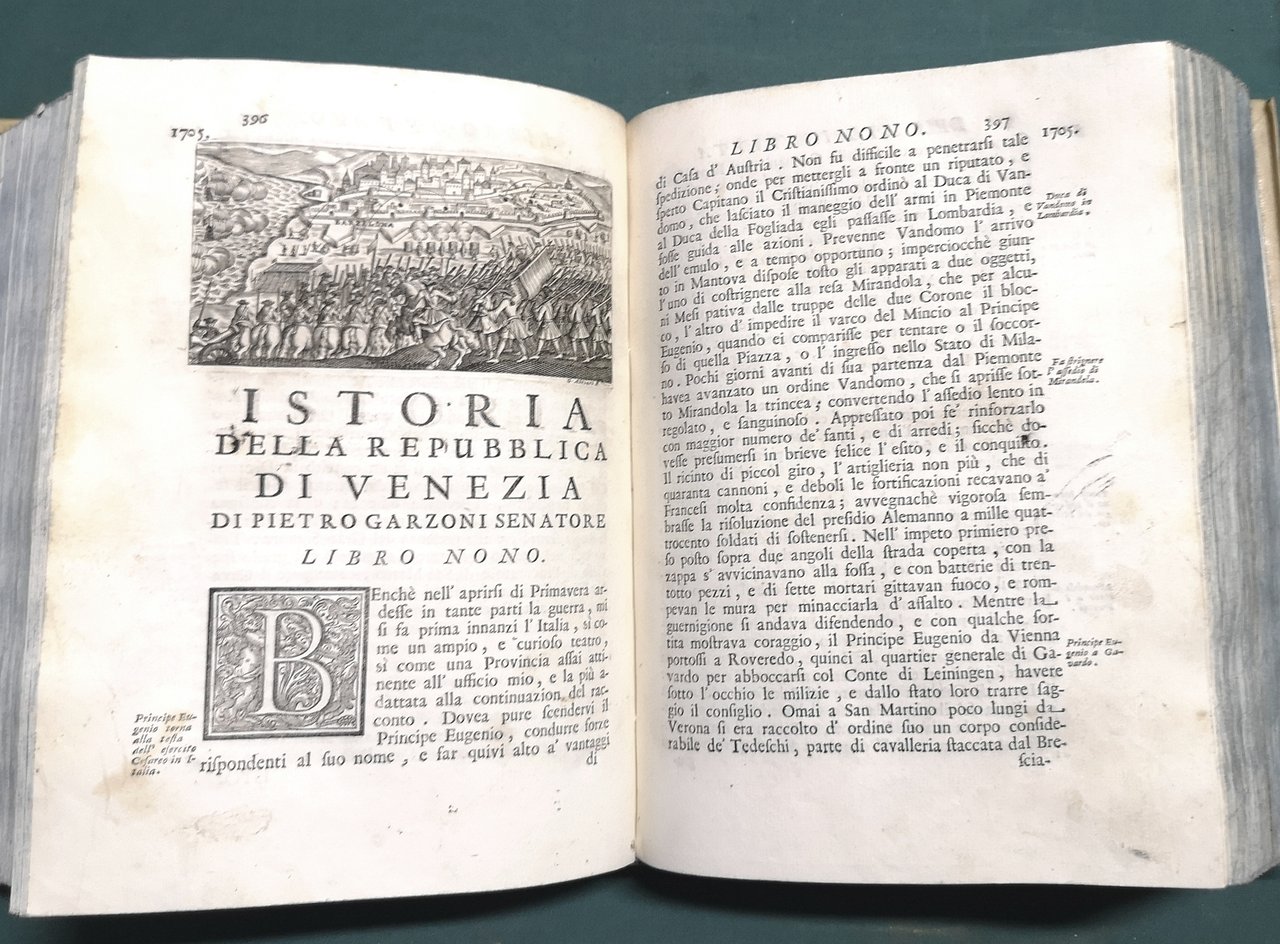 1705.
396
BARZELONA
ISTORIA
DELLA REPUBBLICA
DI VENEZIA
DI PIETRO GARZONI SENATORE
LIBRO NONO.
BEnchè nell' aprirſi di Primavera ar-
deſſe in tante parti la guerra, mi
ſi fa prima innanzi l'Italia, sì co-
me un ampio, e curioſo teatro,
sì come una Provincia aſſai atti-
nente all' ufficio mio, e la più a-
dattata alla continuazion del rac-
conto. Dovea pure ſcendervi il
Principe Eugenio, condurre forze
riſpondenti al ſuo nome, e far quivi alto a' vantaggi
di
Principe Eu-
genio torna
alla teſta
dell' eſercito
Ceſareo in I-
talia.
LIBRO NONO.
397
1705.
di Caſa d' Auſtria. Non fu difficile a penetrarſi tale
ſpedizione; onde per mettergli a fronte un riputato, e
ſperto Capitano il Criſtianiſſimo ordinò al Duca di Van-
domo, che laſciato il maneggio dell' armi in Piemonte
al Duca della Fogliada egli paſſaſſe in Lombardia, e
foſſe guida alle azioni. Prevenne Vandomo l' arrivo
dell' emulo, e a tempo opportuno; imperciocchè giun-
to in Mantova diſpoſe toſto gli apparati a due oggetti,
l'uno di coſtrignere alla reſa Mirandola, che per alcu-
ni Meſi pativa dalle truppe delle due Corone il bloc-
co, l'altro d' impedire il varco del Mincio al Principe
Eugenio, quando ei compariſſe per tentare o il ſoccor-
ſo di quella Piazza, o l' ingreſſo nello Stato di Mila-
no. Pochi giorni avanti di ſua partenza dal Piemonte
havea avanzato un ordine Vandomo, che ſi apriſſe ſot-
to Mirandola la trincea; convertendo l' aſſedio lento in
regolato, e ſanguinoſo. Appreſſato poi fe' rinforzarlo
con maggior numero de' fanti, e di arredi; ſicchè do-
veſſe preſumerſi in brieve felice l' eſito, e il conquiſto.
Il ricinto di piccol giro, l' artiglieria non più, che di
quaranta cannoni, e deboli le fortificazioni recavano a'
Franceſi molta confidenza; avvegnachè vigoroſa ſem-
braſſe la riſoluzione del preſidio Alemanno a mille quat-
trocento ſoldati di ſoſtenerſi. Nell' impeto primiero pre-
ſo poſto ſopra due angoli della ſtrada coperta, con la
zappa s' avvicinavano alla foſſa, e con batterie di tren-
totto pezzi, e di ſette mortari gittavan fuoco, e rom-
pevan le mura per minacciarla d' aſſalto. Mentre la
guernigione ſi andava difendendo, e con qualche ſor-
tita moſtrava coraggio, il Principe Eugenio da Vienna
portoſſi a Roveredo, quinci al quartier generale di Ga-
vardo per abboccarſi col Conte di Leiningen, havere
ſotto l'occhio le milizie, e dallo ſtato loro trarre ſag-
gio il conſiglio. Omai a San Martino poco lungi da
Verona ſi era raccolto d' ordine ſuo un corpo conſide-
rabile de' Tedeſchi, parte di cavalleria ſtaccata dal Bre-
ſcia-
Duca di
Vandomo in
Lombardia.
Fa ſtrignere
l'aſſedio di
Mirandola.
Principe Eu-
genio a Ga-
vardo.